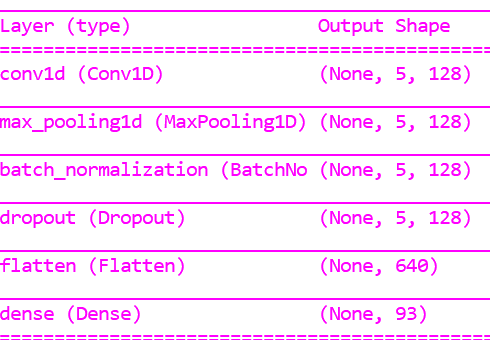 Layer (type) Output Shape
conv1d (Conv1D) (None, 5, 128)
max_pooling1d (MaxPooling1D) (None, 5, 128)
batch_normalization (BatchNo (None, 5, 128)
dropout (Dropout) (None, 5, 128)
flatten (Flatten) (None, 640)
dense (Dense) (None, 93)